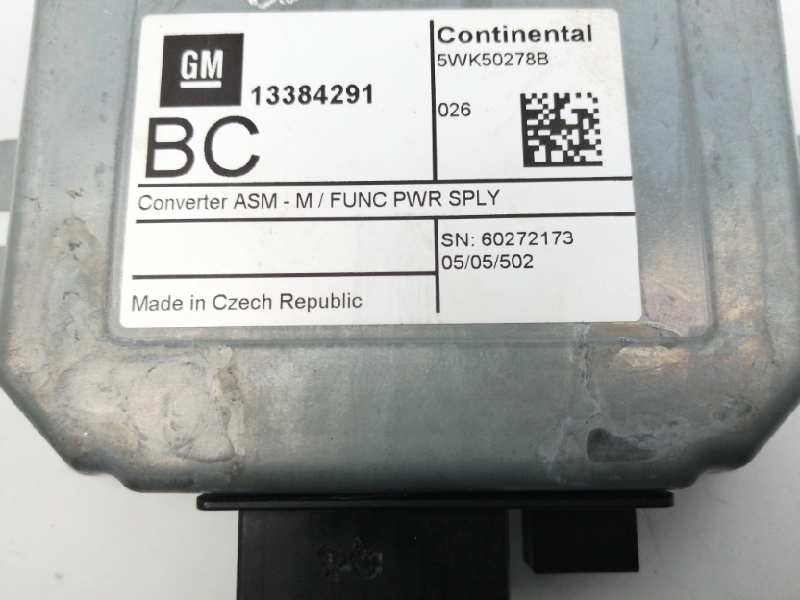 GM
13384291
BC
Continental
5WK50278B
026
Converter ASM - M / FUNC PWR SPLY
SN: 60272173
05/05/502
Made in Czech Republic